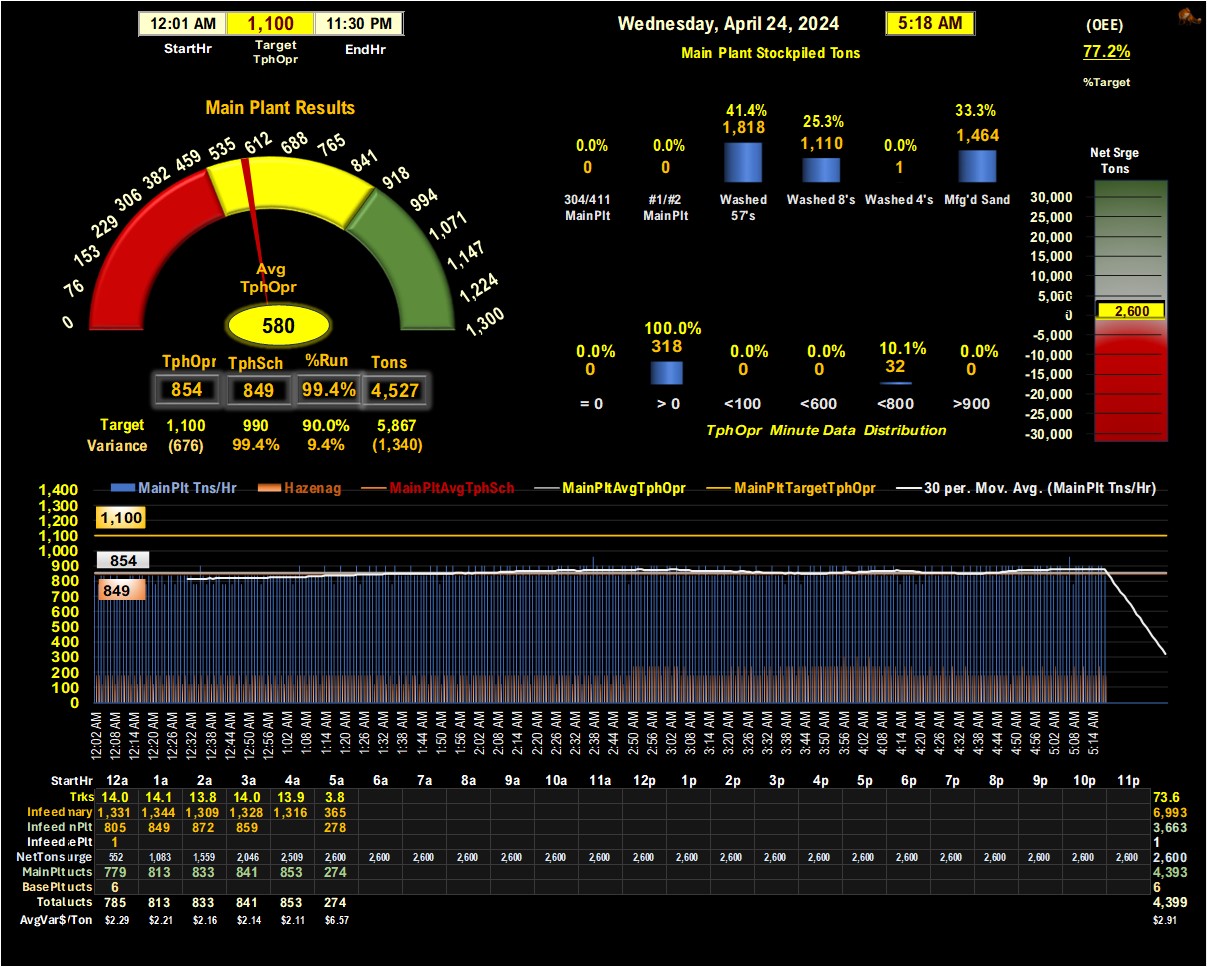 12:01 AM 1,100 11:30 PM
StartHr Target TphOpr EndHr
Wednesday, April 24, 2024 5:18 AM
Main Plant Stockpiled Tons
(OEE)
77.2%
%Target
Main Plant Results
0 76 153 229 306 382 459 535 612 688 765 841 918 994 1,071 1,147 1,224 1,300
Avg
TphOpr
580
TphOpr TphSch %Run Tons
854 849 99.4% 4,527
Target 1,100 990 90.0% 5,867
Variance (676) 99.4% 9.4% (1,340)
0.0% 0.0% 41.4% 25.3% 0.0% 33.3%
0 0 1,818 1,110 1 1,464
304/411 MainPlt #1/#2 MainPlt Washed 57's Washed 8's Washed 4's Mfg'd Sand
0.0% 100.0% 0.0% 0.0% 10.1% 0.0%
0 318 0 0 32 0
= 0 > 0 <100 <600 <800 >900
TphOpr Minute Data Distribution
Net Srge
Tons
30,000
25,000
20,000
15,000
10,000
5,000
0
2,600
-5,000
-10,000
-15,000
-20,000
-25,000
-30,000
MainPlt Tns/Hr Hazenag MainPltAvgTphSch MainPltAvgTphOpr MainPltTargetTphOpr 30 per. Mov. Avg. (MainPlt Tns/Hr)
1,400
1,300
1,200
1,100
1,000
900
800
700
600
500
400
300
200
100
0
1,100
854
849
12:02 AM 12:08 AM 12:14 AM 12:20 AM 12:26 AM 12:32 AM 12:38 AM 12:44 AM 12:50 AM 12:56 AM 1:02 AM 1:08 AM 1:14 AM 1:20 AM 1:26 AM 1:32 AM 1:38 AM 1:44 AM 1:50 AM 1:56 AM 2:02 AM 2:08 AM 2:14 AM 2:20 AM 2:26 AM 2:32 AM 2:38 AM 2:44 AM 2:50 AM 2:56 AM 3:02 AM 3:08 AM 3:14 AM 3:20 AM 3:26 AM 3:32 AM 3:38 AM 3:44 AM 3:50 AM 3:56 AM 4:02 AM 4:08 AM 4:14 AM 4:20 AM 4:26 AM 4:32 AM 4:38 AM 4:44 AM 4:50 AM 4:56 AM 5:02 AM 5:08 AM 5:14 AM
StartHr 12a 1a 2a 3a 4a 5a 6a 7a 8a 9a 10a 11a 12p 1p 2p 3p 4p 5p 6p 7p 8p 9p 10p 11p
Trks 14.0 14.1 13.8 14.0 13.9 3.8 73.6
Infeed mary 1,331 1,344 1,309 1,328 1,316 365 6,993
Infeed nPlt 805 849 872 859 278 3,663
Infeed ePlt 1 1
NetTons urge 552 1,083 1,559 2,046 2,509 2,600 2,600 2,600 2,600 2,600 2,600 2,600 2,600 2,600 2,600 2,600 2,600 2,600 2,600 2,600 2,600 2,600 2,600 2,600 2,600
MainPlt ucts 779 813 833 841 853 274 4,393
BasePlt ucts 6 6
Total ucts 785 813 833 841 853 274 4,399
AvgVar$/Ton $2.29 $2.21 $2.16 $2.14 $2.11 $6.57 $2.91